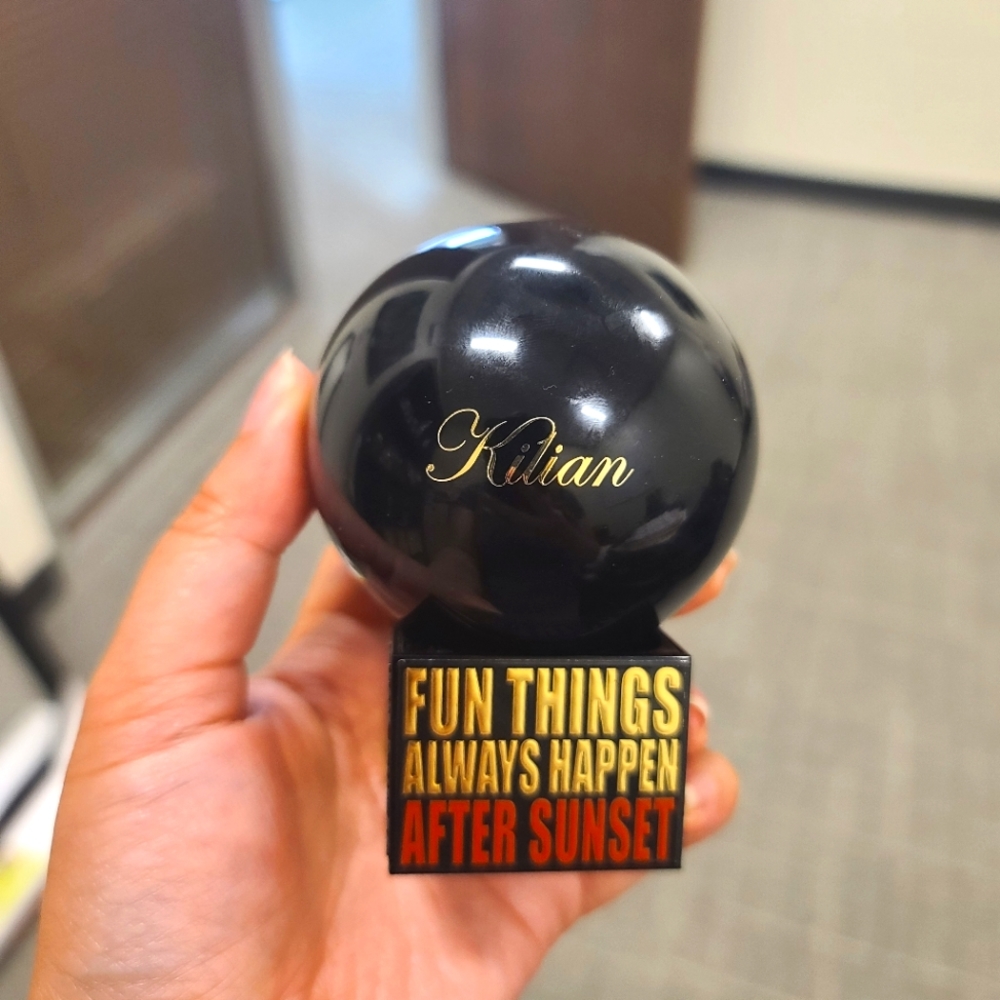 Kilian
FUN THINGS
ALWAYS HAPPEN
AFTER SUNSET